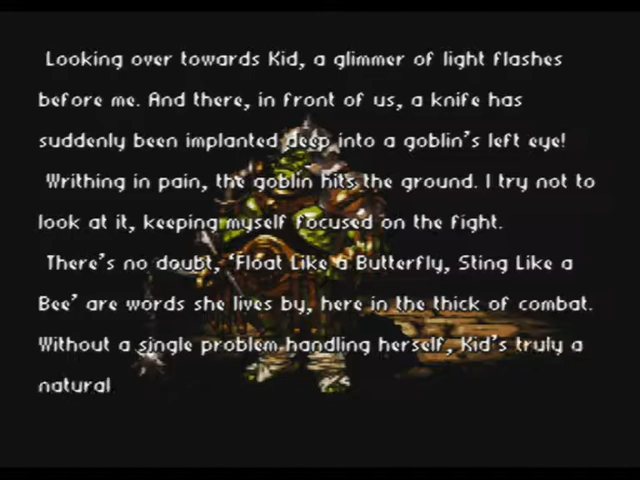 Looking over towards Kid, a glimmer of light flashes
before me. And there, in front of us, a knife has
suddenly been implanted deep into a goblin's left eye!
Writhing in pain, the goblin hits the ground. I try not to
look at it, keeping myself focused on the fight.
There's no doubt, 'Float Like a Butterfly, Sting Like a
Bee' are words she lives by, here in the thick of combat.
Without a single problem handling herself, Kid's truly a
natural.